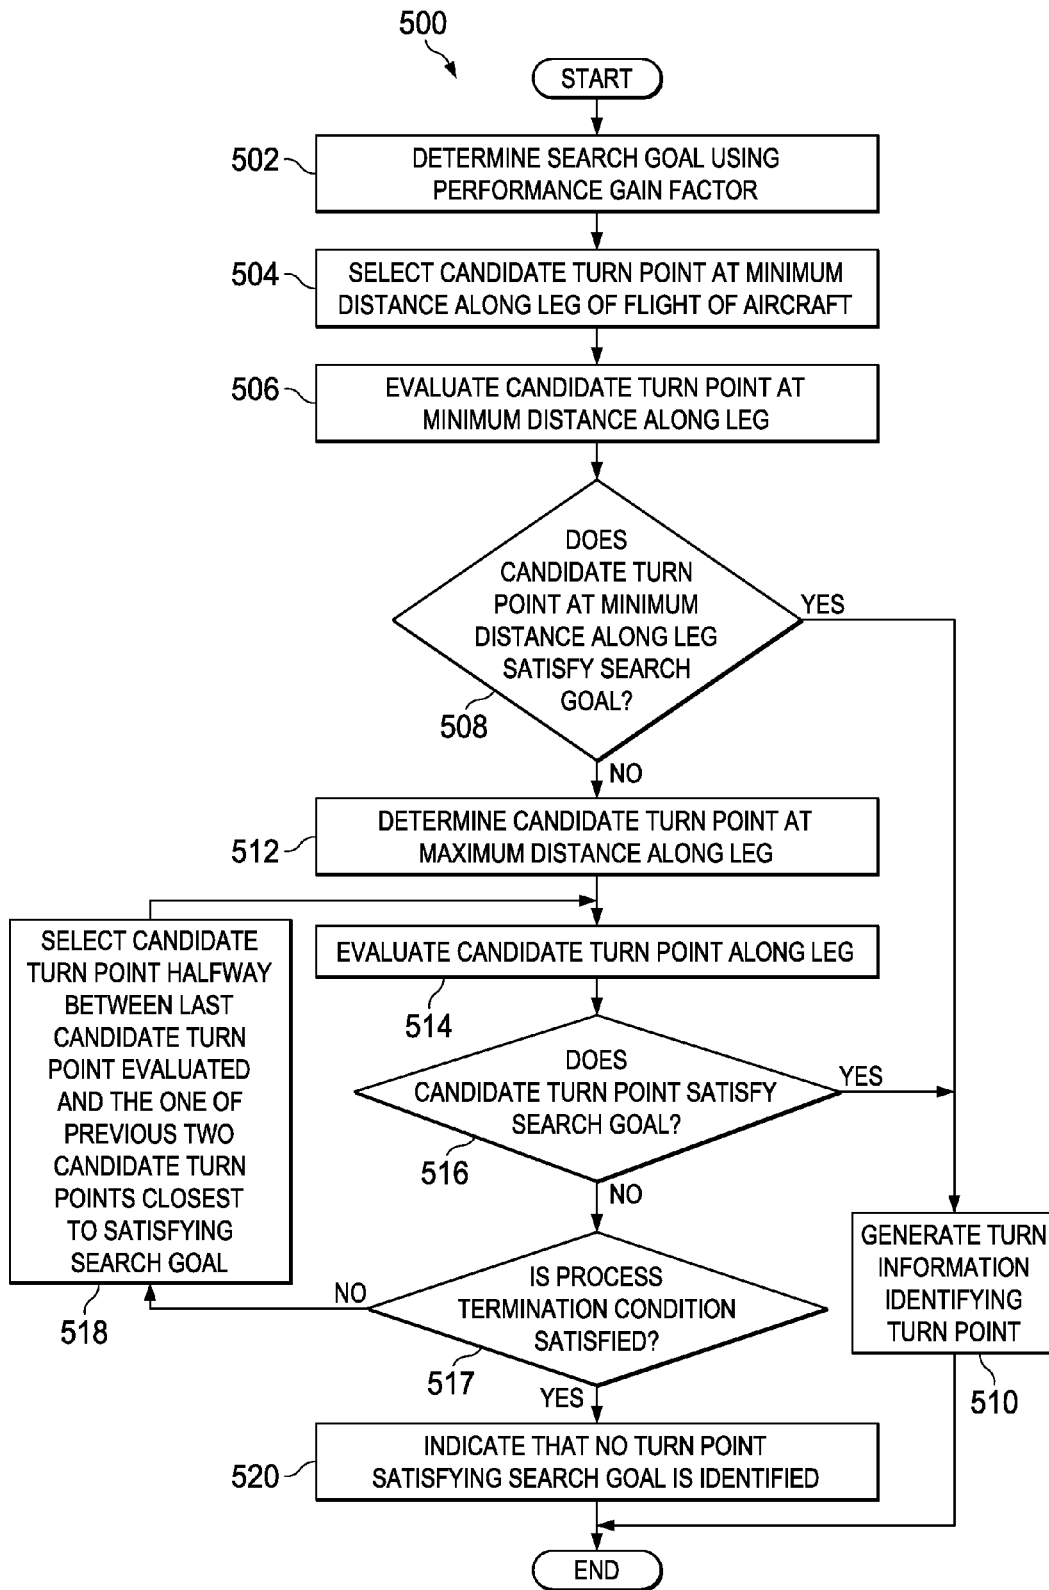 500
START
502
DETERMINE SEARCH GOAL USING
PERFORMANCE GAIN FACTOR
504
SELECT CANDIDATE TURN POINT AT MINIMUM
DISTANCE ALONG LEG OF FLIGHT OF AIRCRAFT
506
EVALUATE CANDIDATE TURN POINT AT
MINIMUM DISTANCE ALONG LEG
DOES
CANDIDATE TURN
POINT AT MINIMUM
DISTANCE ALONG LEG
SATISFY SEARCH
GOAL?
YES
508
NO
512
DETERMINE CANDIDATE TURN POINT AT
MAXIMUM DISTANCE ALONG LEG
EVALUATE CANDIDATE TURN POINT ALONG LEG
514
DOES
CANDIDATE TURN POINT SATISFY
SEARCH GOAL?
YES
516
NO
SELECT CANDIDATE
TURN POINT HALFWAY
BETWEEN LAST
CANDIDATE TURN
POINT EVALUATED
AND THE ONE OF
PREVIOUS TWO
CANDIDATE TURN
POINTS CLOSEST
TO SATISFYING
SEARCH GOAL
518
NO
IS PROCESS
TERMINATION CONDITION
SATISFIED?
517
YES
GENERATE TURN
INFORMATION
IDENTIFYING
TURN POINT
510
520
INDICATE THAT NO TURN POINT
SATISFYING SEARCH GOAL IS IDENTIFIED
END